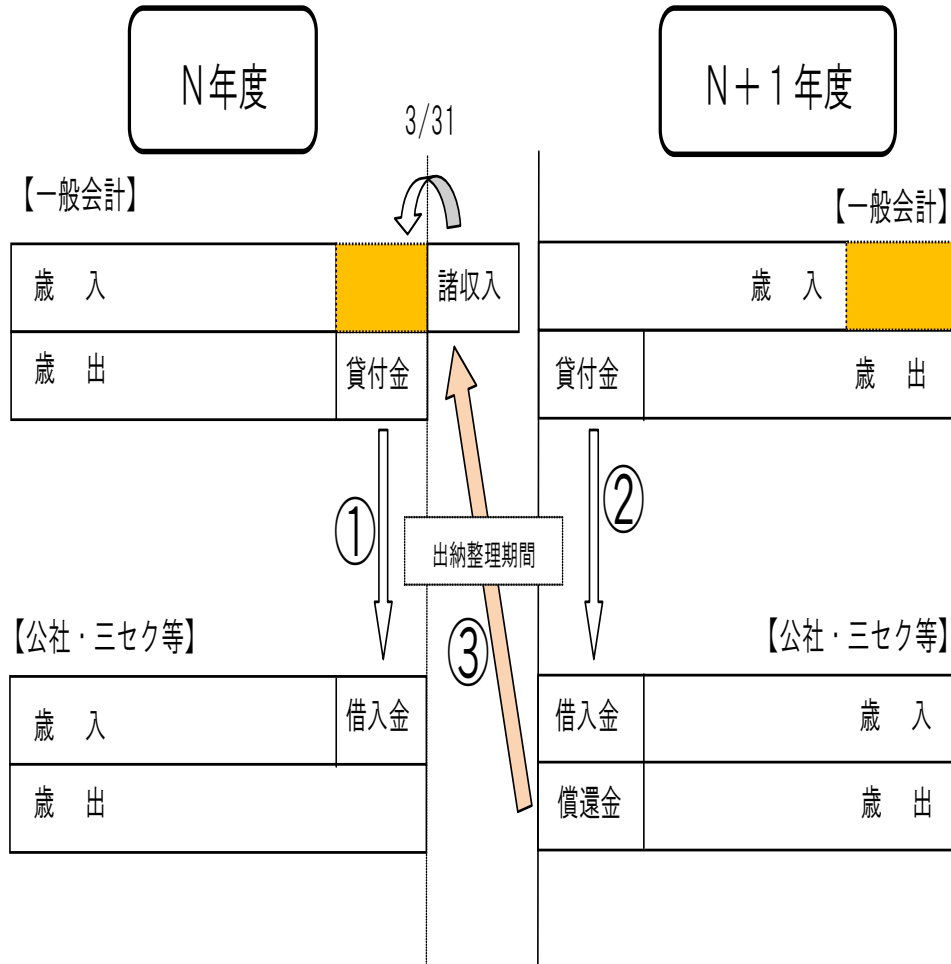 N年度
N+1年度
3/31
【一般会計】
【一般会計】
歳 入
諸収入
歳 入
歳 出
貸付金
貸付金
歳 出
①
②
出納整理期間
③
【公社・三セク等】
【公社・三セク等】
歳 入
借入金
借入金
歳 入
歳 出
償還金
歳 出